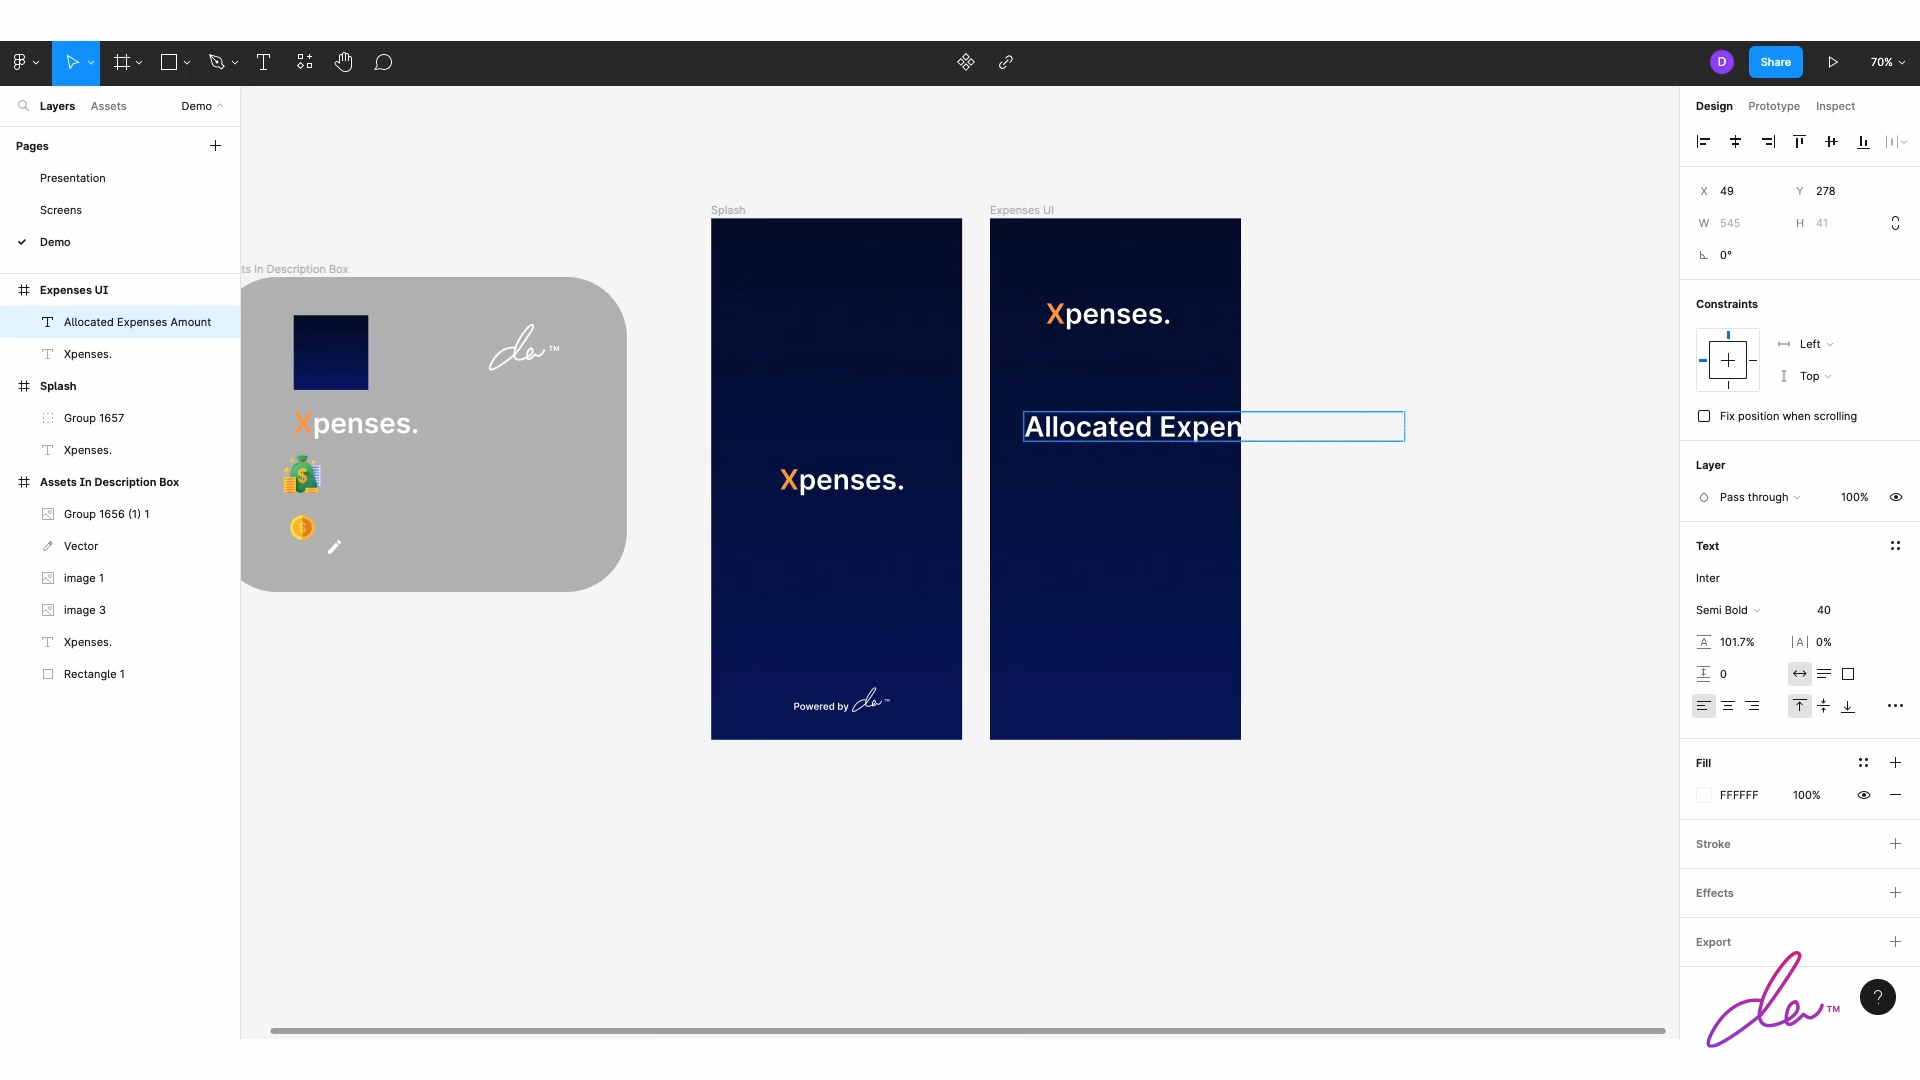 D
Share
70%
Layers
Assets
Demo
Design
Prototype
Inspect
Pages
Presentation
Screens
Demo
Expenses UI
Allocated Expenses Amount
Xpenses.
Splash
Group 1657
Xpenses.
Assets In Description Box
Group 1656 (1) 1
Vector
image 1
image 3
Xpenses.
Rectangle 1
ts In Description Box
de™
Xpenses.
Splash
Xpenses.
Powered by de™
Expenses UI
Xpenses.
Allocated Expen
X 49
Y 278
W 545
H 41
0°
Constraints
Left
Top
Fix position when scrolling
Layer
Pass through
100%
Text
Inter
Semi Bold
40
A 101.7%
|A| 0%
0
Fill
FFFFFF
100%
Stroke
Effects
Export
de™
?